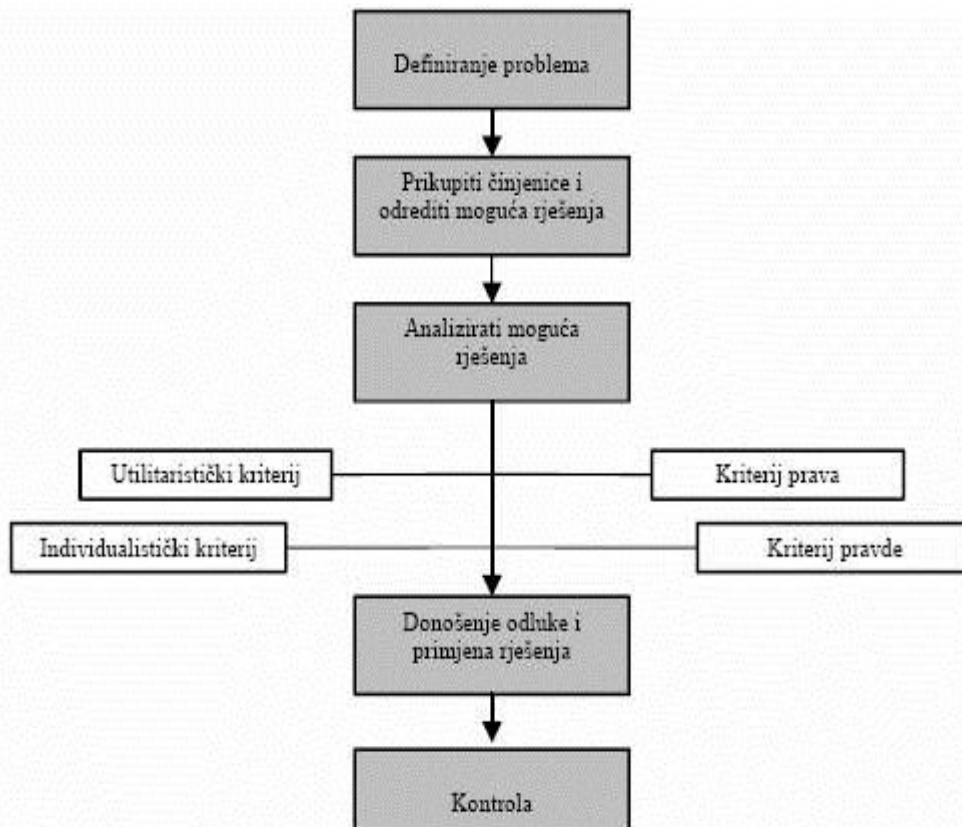 Definiranje problema
Prikupiti činjenice i
odrediti moguća rješenja
Analizirati moguća
rješenja
Utilitaristički kriterij
Kriterij prava
Individualistički kriterij
Kriterij pravde
Donošenje odluke i
primjena rješenja
Kontrola